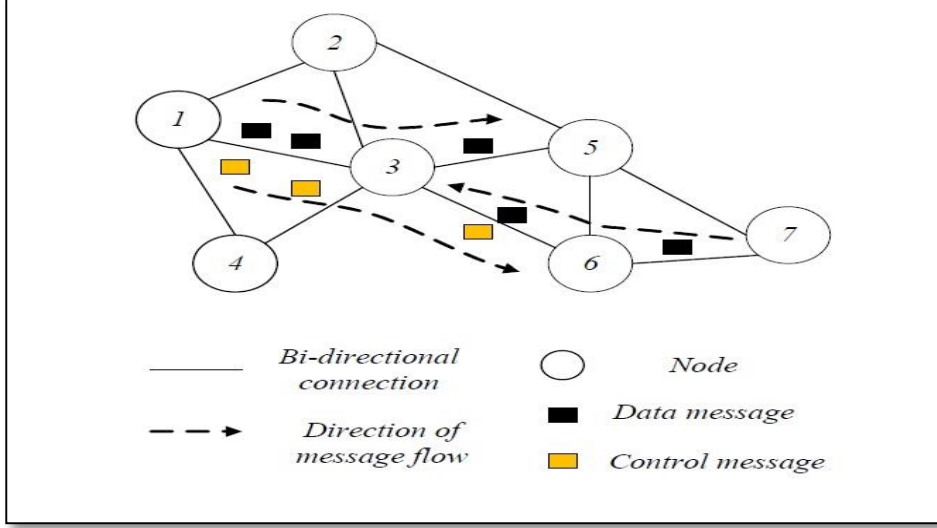 2
1
5
3
7
4
6
Bi-directional
connection
Node
Data message
Direction of
message flow
Control message